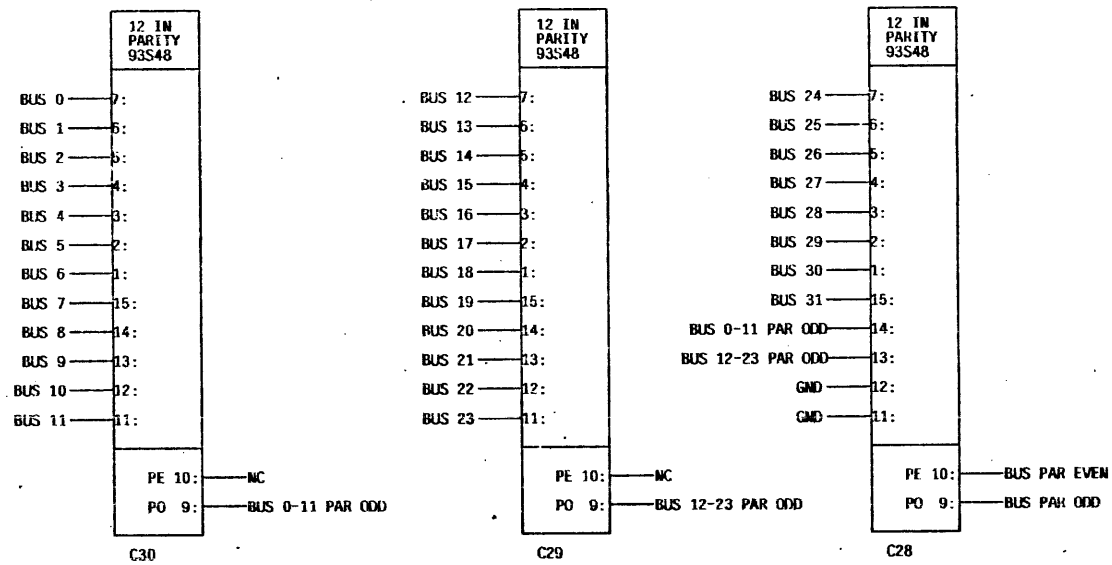 12 IN
PARITY
93S48
BUS 0 7:
BUS 1 6:
BUS 2 5:
BUS 3 4:
BUS 4 3:
BUS 5 2:
BUS 6 1:
BUS 7 15:
BUS 8 14:
BUS 9 13:
BUS 10 12:
BUS 11 11:
PE 10: NC
PO 9: BUS 0-11 PAR ODD
C30
12 IN
PARITY
93S48
BUS 12 7:
BUS 13 6:
BUS 14 5:
BUS 15 4:
BUS 16 3:
BUS 17 2:
BUS 18 1:
BUS 19 15:
BUS 20 14:
BUS 21 13:
BUS 22 12:
BUS 23 11:
PE 10: NC
PO 9: BUS 12-23 PAR ODD
C29
12 IN
PARITY
93S48
BUS 24 7:
BUS 25 6:
BUS 26 5:
BUS 27 4:
BUS 28 3:
BUS 29 2:
BUS 30 1:
BUS 31 15:
BUS 0-11 PAR ODD 14:
BUS 12-23 PAR ODD 13:
GND 12:
GND 11:
PE 10: BUS PAR EVEN
PO 9: BUS PAR ODD
C28